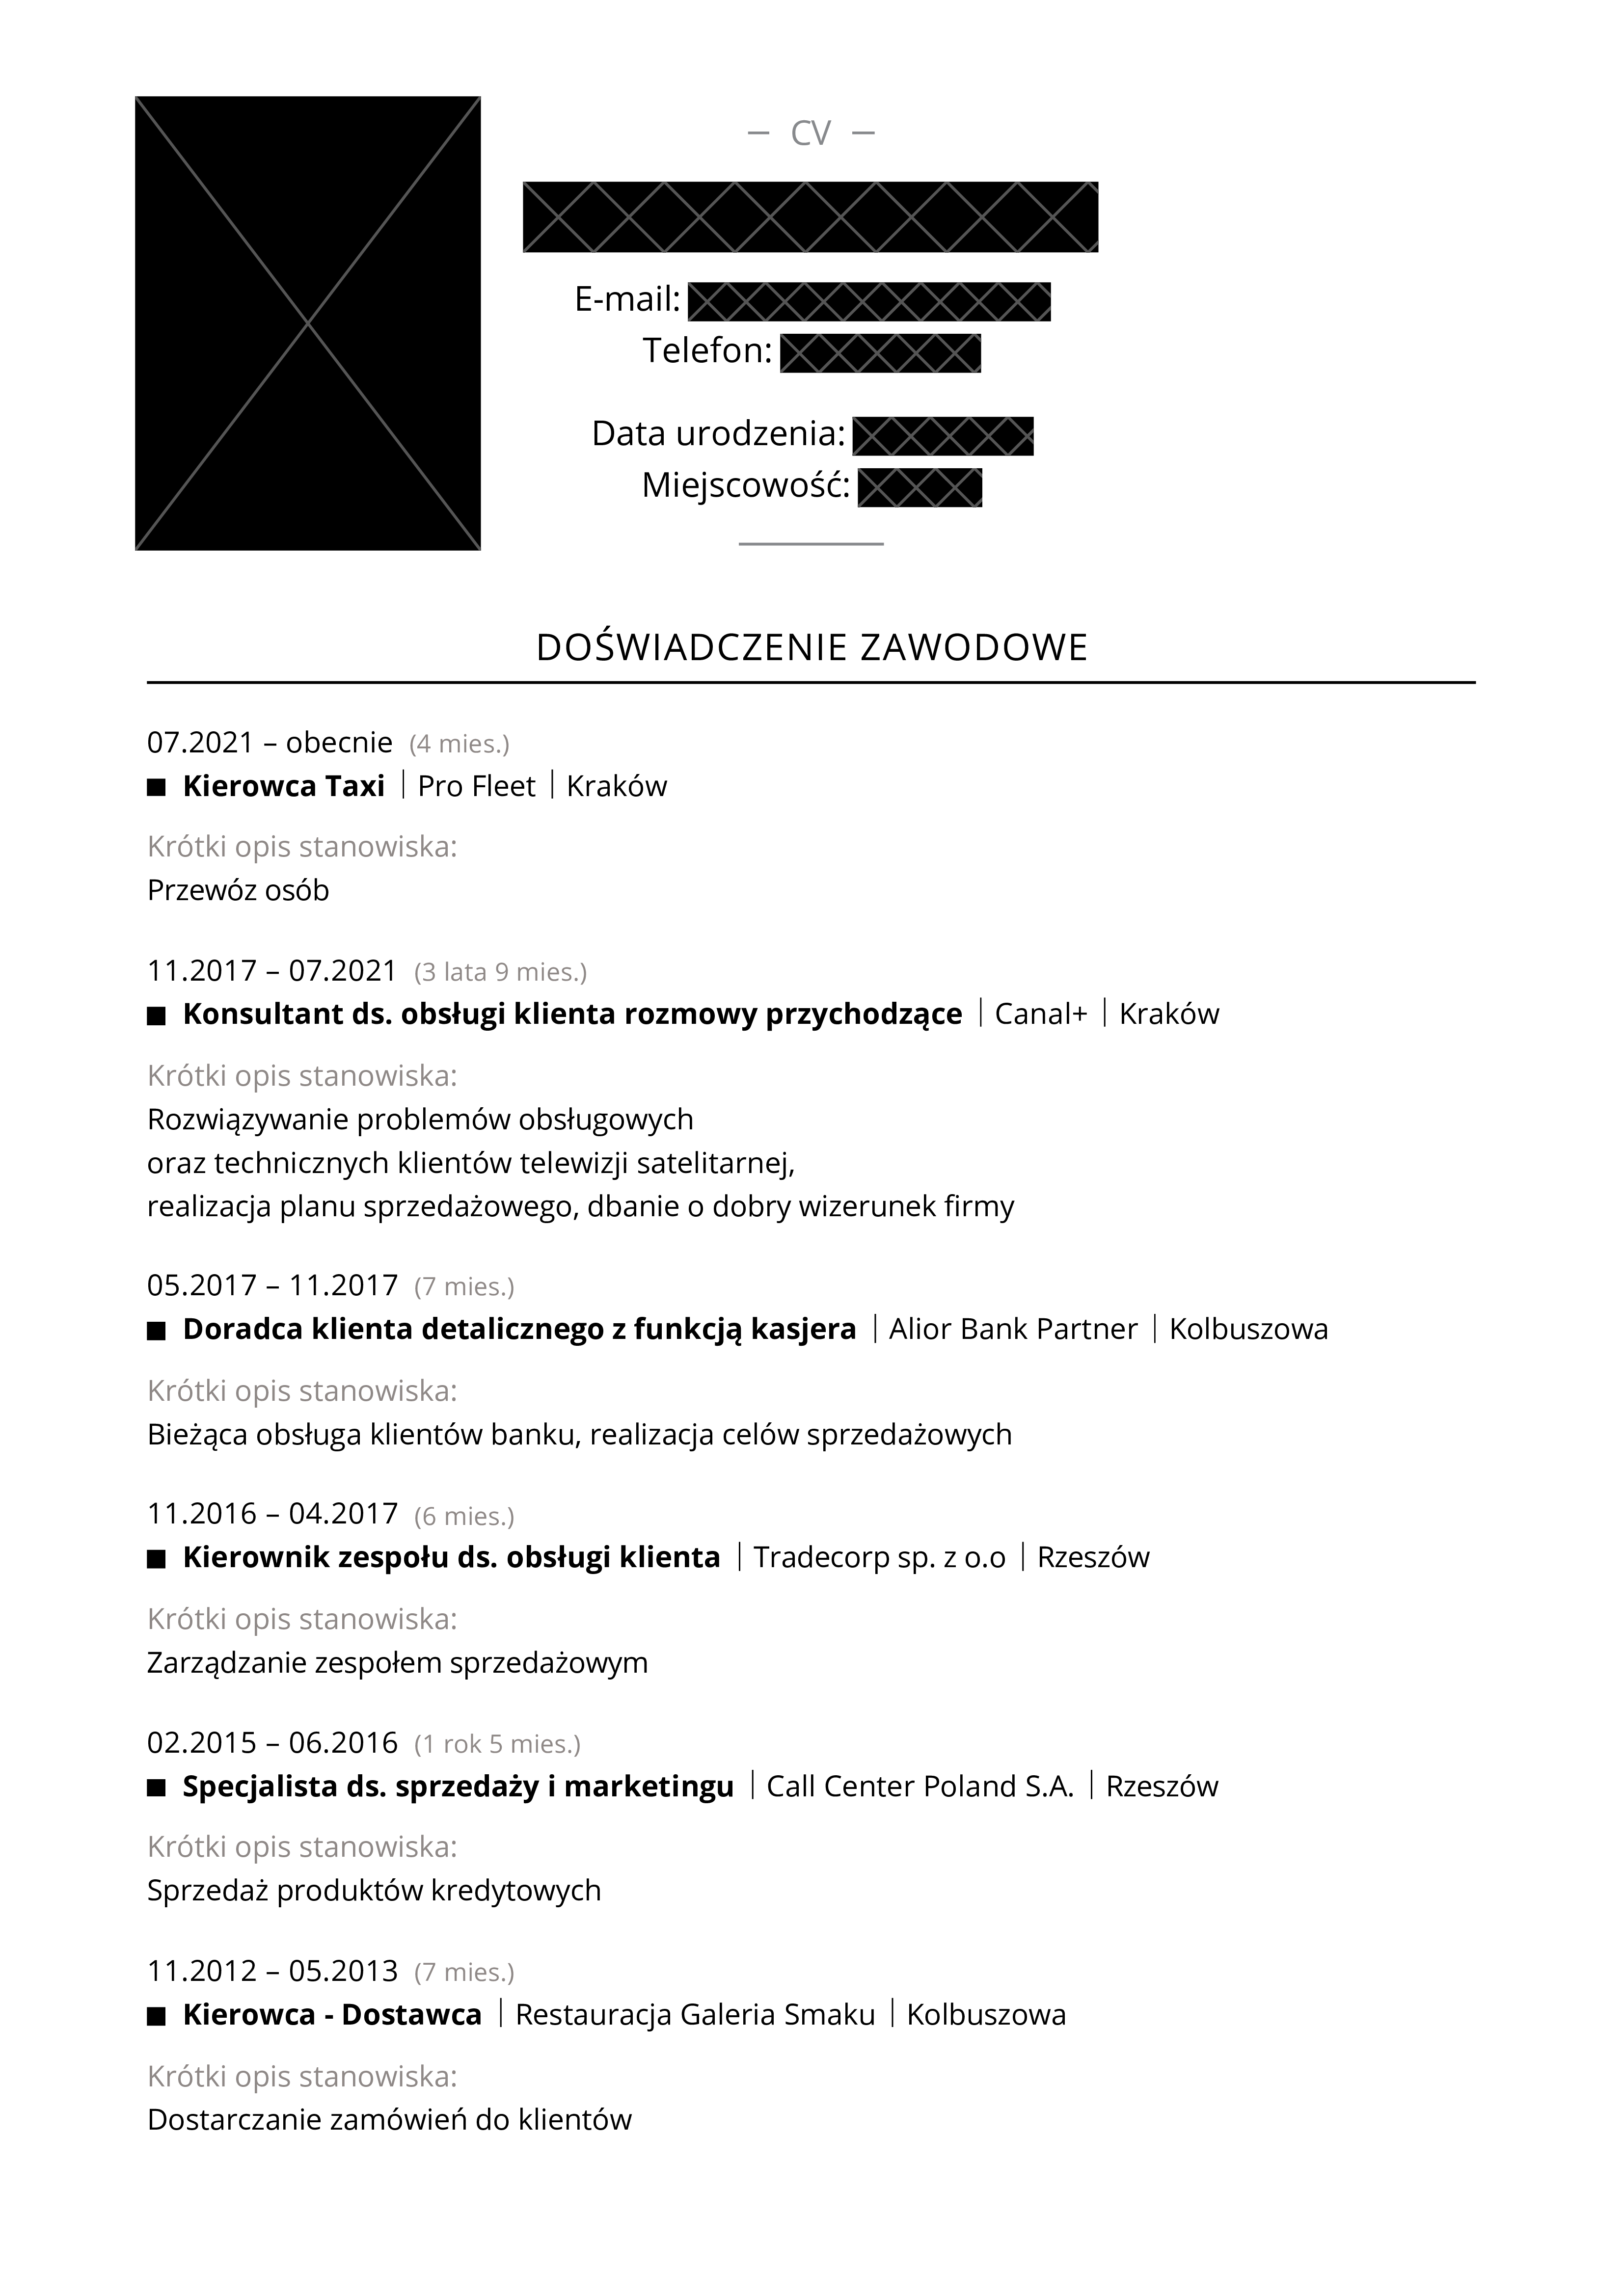 — CV —
E-mail:
Telefon:
Data urodzenia:
Miejscowość:
DOŚWIADCZENIE ZAWODOWE
07.2021 – obecnie (4 mies.)
■ Kierowca Taxi | Pro Fleet | Kraków
Krótki opis stanowiska:
Przewóz osób
11.2017 – 07.2021 (3 lata 9 mies.)
■ Konsultant ds. obsługi klienta rozmowy przychodzące | Canal+ | Kraków
Krótki opis stanowiska:
Rozwiązywanie problemów obsługowych
oraz technicznych klientów telewizji satelitarnej,
realizacja planu sprzedażowego, dbanie o dobry wizerunek firmy
05.2017 – 11.2017 (7 mies.)
■ Doradca klienta detalicznego z funkcją kasjera | Alior Bank Partner | Kolbuszowa
Krótki opis stanowiska:
Bieżąca obsługa klientów banku, realizacja celów sprzedażowych
11.2016 – 04.2017 (6 mies.)
■ Kierownik zespołu ds. obsługi klienta | Tradecorp sp. z o.o | Rzeszów
Krótki opis stanowiska:
Zarządzanie zespołem sprzedażowym
02.2015 – 06.2016 (1 rok 5 mies.)
■ Specjalista ds. sprzedaży i marketingu | Call Center Poland S.A. | Rzeszów
Krótki opis stanowiska:
Sprzedaż produktów kredytowych
11.2012 – 05.2013 (7 mies.)
■ Kierowca - Dostawca | Restauracja Galeria Smaku | Kolbuszowa
Krótki opis stanowiska:
Dostarczanie zamówień do klientów